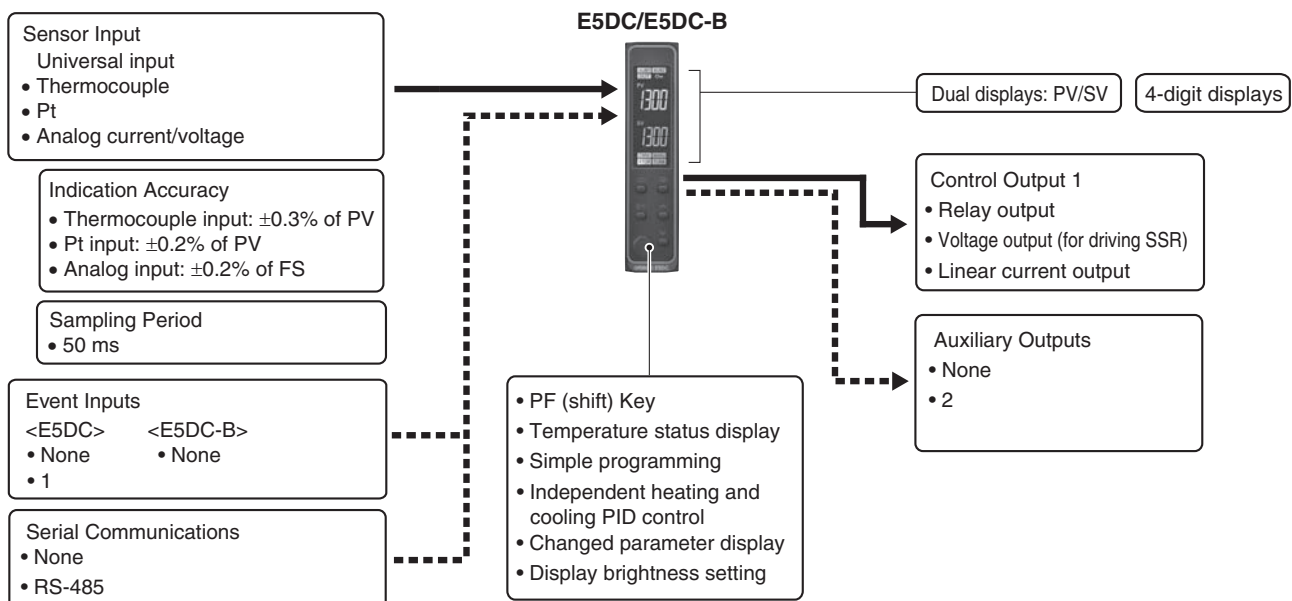 E5DC/E5DC-B
Sensor Input
Universal input
• Thermocouple
• Pt
• Analog current/voltage
Indication Accuracy
• Thermocouple input: ±0.3% of PV
• Pt input: ±0.2% of PV
• Analog input: ±0.2% of FS
Sampling Period
• 50 ms
Event Inputs
<E5DC> <E5DC-B>
• None • None
• 1
Serial Communications
• None
• RS-485
PV
1300
SV
1300
Dual displays: PV/SV
4-digit displays
Control Output 1
• Relay output
• Voltage output (for driving SSR)
• Linear current output
Auxiliary Outputs
• None
• 2
• PF (shift) Key
• Temperature status display
• Simple programming
• Independent heating and
cooling PID control
• Changed parameter display
• Display brightness setting